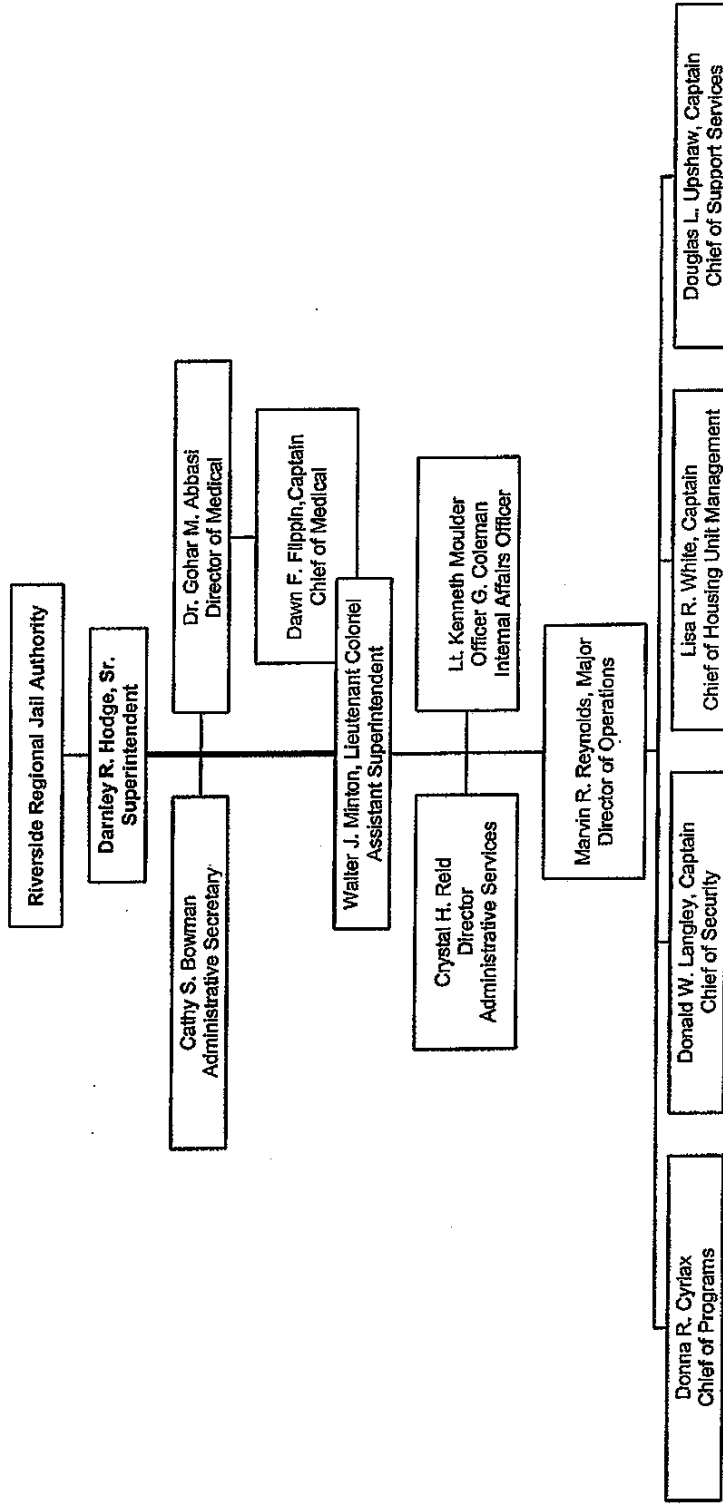 Riverside Regional Jail Authority
Darnley R. Hodge, Sr.
Superintendent
Cathy S. Bowman
Administrative Secretary
Dr. Gohar M. Abbasi
Director of Medical
Dawn F. Flippin,Captain
Chief of Medical
Walter J. Minton, Lieutenant Colonel
Assistant Superintendent
Crystal H. Reid
Director
Administrative Services
Lt. Kenneth Moulder
Officer G. Coleman
Internal Affairs Officer
Marvin R. Reynolds, Major
Director of Operations
Donna R. Cyrlax
Chief of Programs
Donald W. Langley, Captain
Chief of Security
Lisa R. White, Captain
Chief of Housing Unit Management
Douglas L. Upshaw, Captain
Chief of Support Services